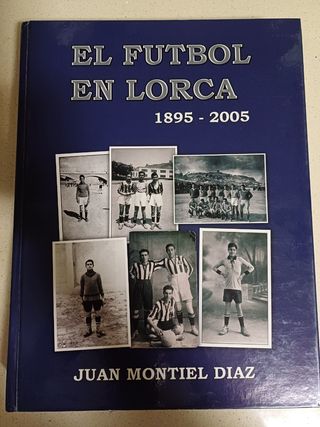 EL FUTBOL
EN LORCA
1895 - 2005
JUAN MONTIEL DIAZ